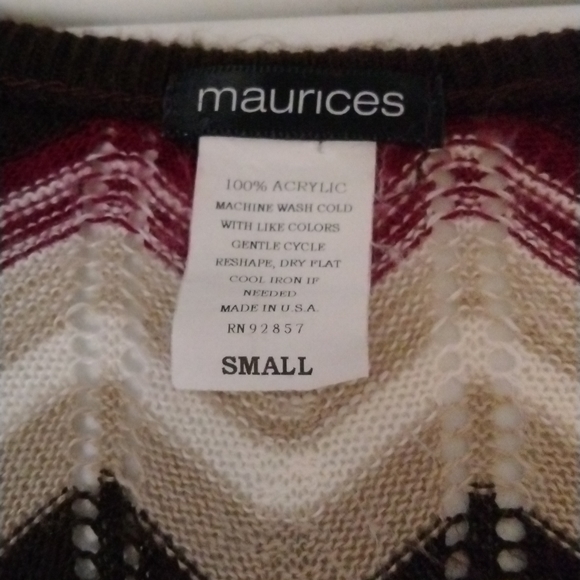 maurices
100% ACRYLIC
MACHINE WASH COLD
WITH LIKE COLORS
GENTLE CYCLE
RESHAPE, DRY FLAT
COOL IRON IF
NEEDED
MADE IN U.S.A.
RN 92857
SMALL